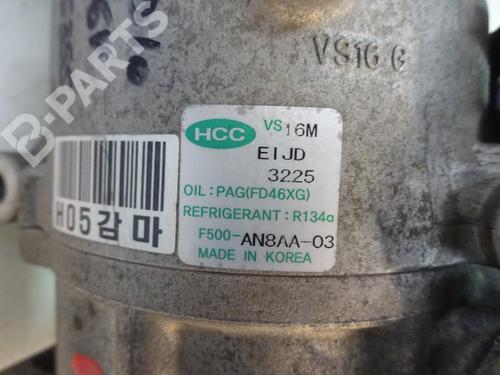 B-PARTS
VS16 G
HCC
VS16M
EIJD
3225
OIL : PAG(FD46XG)
REFRIGERANT : R134a
F500-AN8AA-03
MADE IN KOREA
H05감마